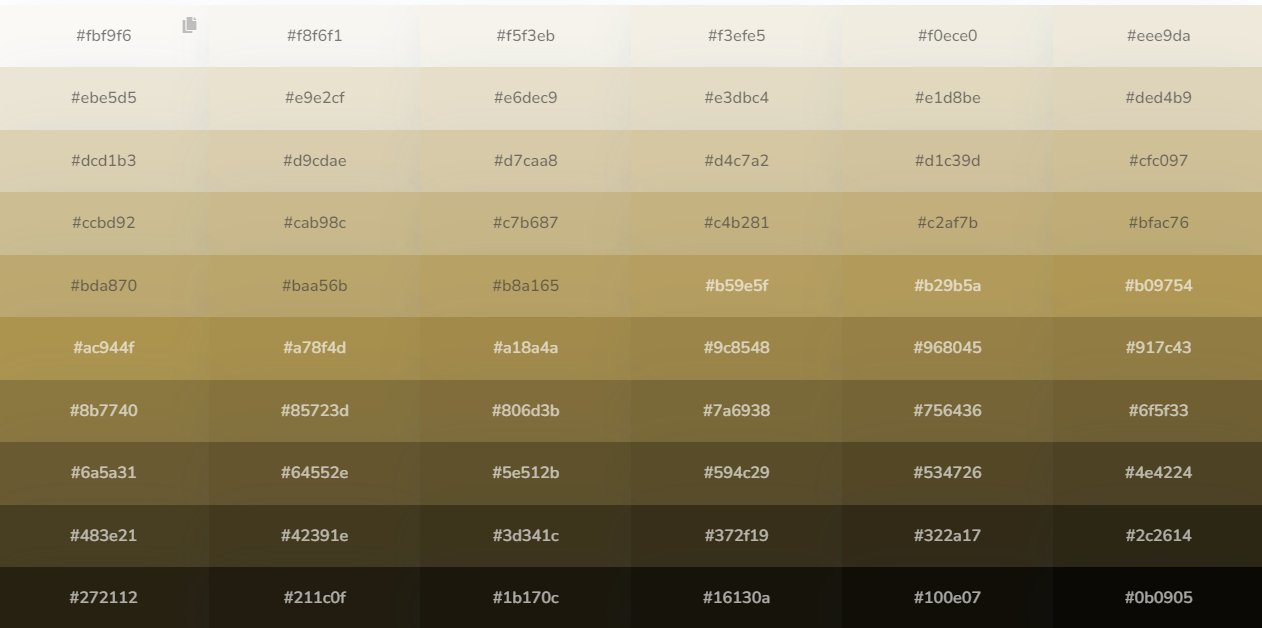 #fbf9f6 #f8f6f1 #f5f3eb #f3efe5 #f0ece0 #eee9da
#ebe5d5 #e9e2cf #e6dec9 #e3dbc4 #e1d8be #ded4b9
#dcd1b3 #d9cdae #d7caa8 #d4c7a2 #d1c39d #cfc097
#ccbd92 #cab98c #c7b687 #c4b281 #c2af7b #bfac76
#bda870 #baa56b #b8a165 #b59e5f #b29b5a #b09754
#ac944f #a78f4d #a18a4a #9c8548 #968045 #917c43
#8b7740 #85723d #806d3b #7a6938 #756436 #6f5f33
#6a5a31 #64552e #5e512b #594c29 #534726 #4e4224
#483e21 #42391e #3d341c #372f19 #322a17 #2c2614
#272112 #211c0f #1b170c #16130a #100e07 #0b0905